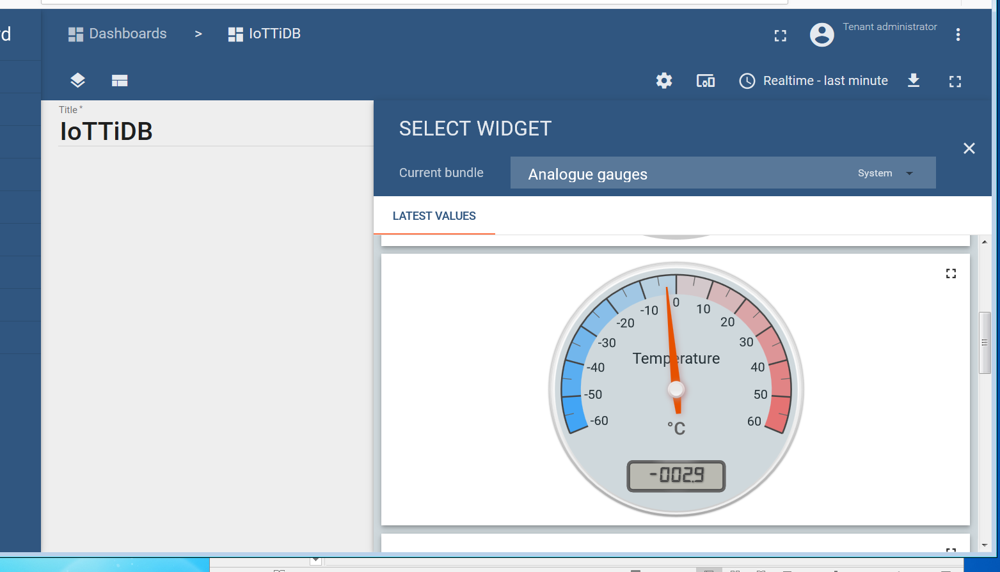 d
Dashboards > IoTTiDB
Tenant administrator
Realtime - last minute
Title *
IoTTiDB
SELECT WIDGET
Current bundle
Analogue gauges
System
LATEST VALUES
-60
-50
-40
-30
-20
-10
0
10
20
30
40
50
60
Temperature
°C
-002.9